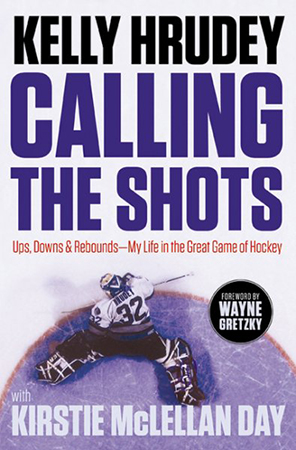 KELLY HRUDEY
CALLING
THE SHOTS
Ups, Downs & Rebounds—My Life in the Great Game of Hockey
FOREWORD BY
WAYNE
GRETZKY
HRUDEY
32
with
KIRSTIE McLELLAN DAY